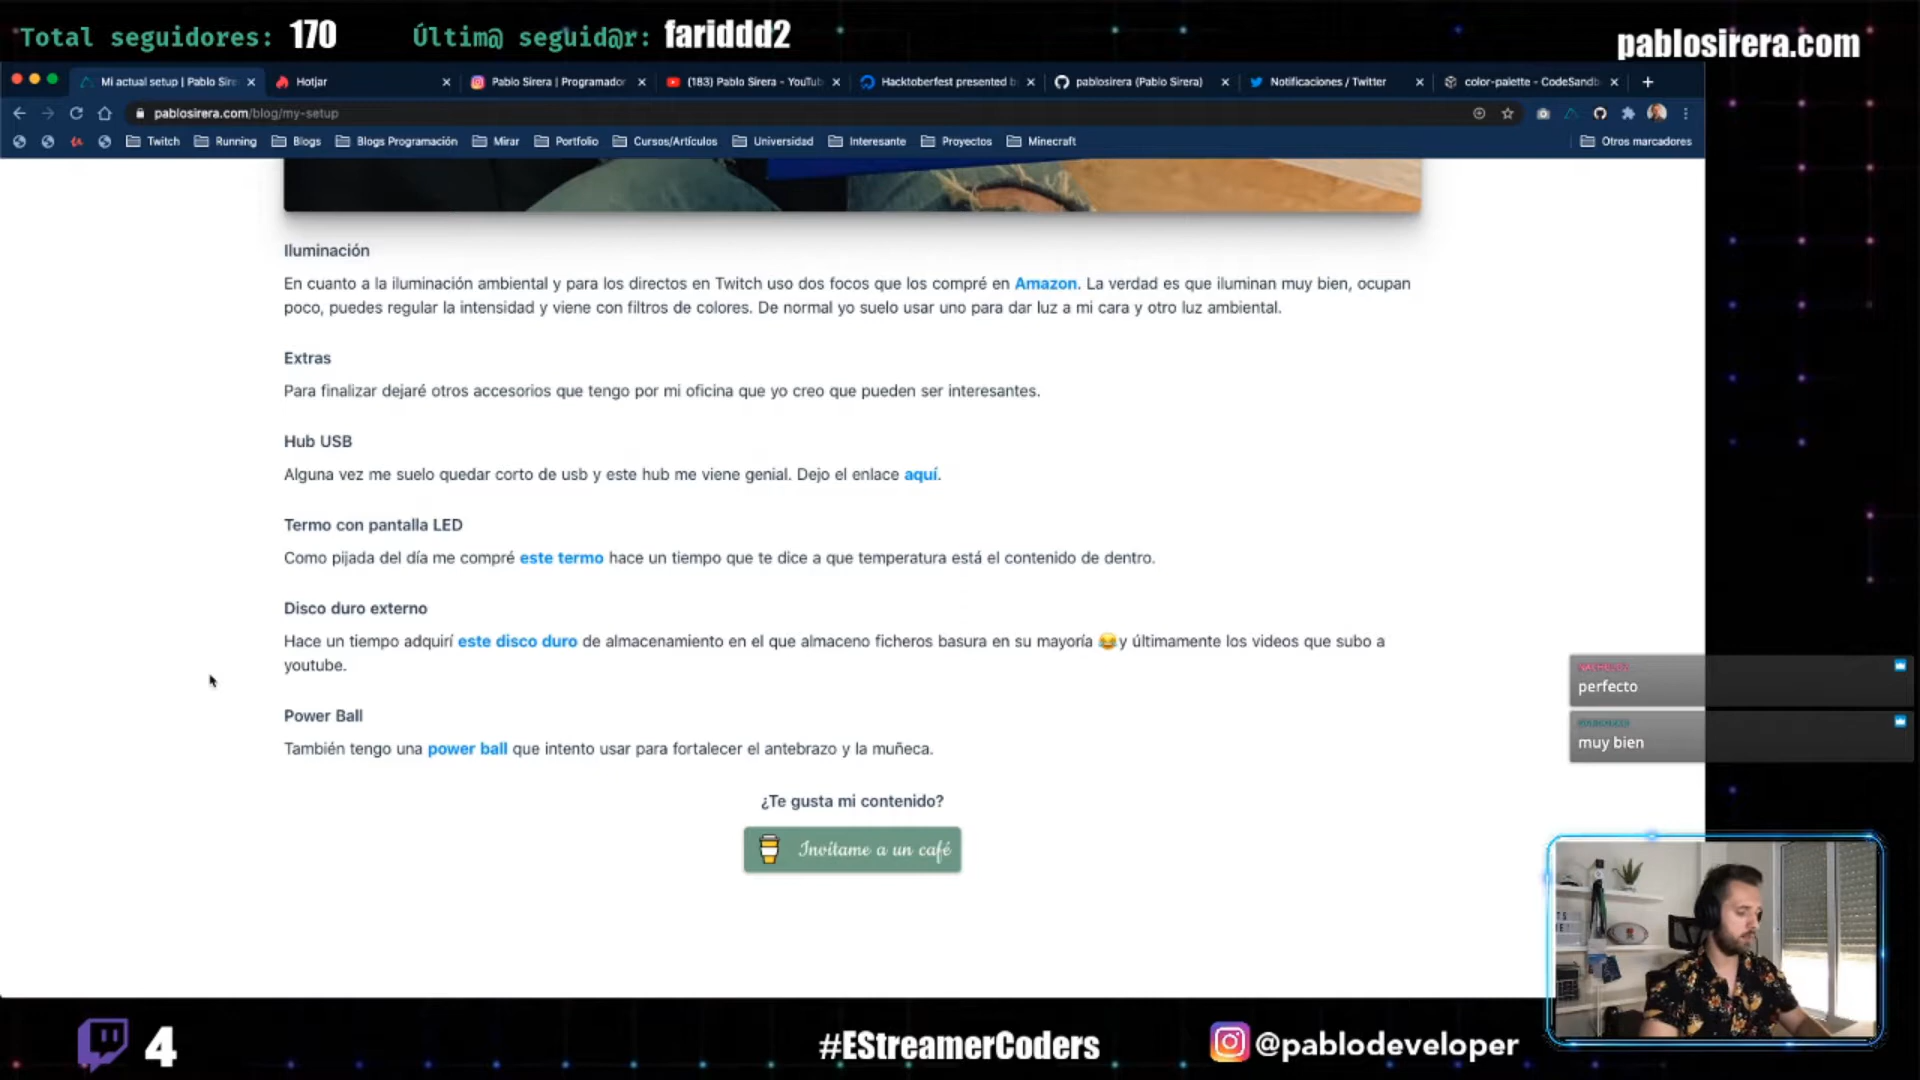 Total seguidores: 170
Últim@ seguid@r: fariddd2
pablosirera.com
Mi actual setup | Pablo Sire
Hotjar
Pablo Sirera | Programador
(183) Pablo Sirera - YouTub
Hacktoberfest presented b
pablosirera (Pablo Sirera)
Notificaciones / Twitter
color-palette - CodeSandb
pablosirera.com/blog/my-setup
Twitch
Running
Blogs
Blogs Programación
Mirar
Portfolio
Cursos/Artículos
Universidad
Interesante
Proyectos
Minecraft
Otros marcadores
Iluminación
En cuanto a la iluminación ambiental y para los directos en Twitch uso dos focos que los compré en Amazon. La verdad es que iluminan muy bien, ocupan
poco, puedes regular la intensidad y viene con filtros de colores. De normal yo suelo usar uno para dar luz a mi cara y otro luz ambiental.
Extras
Para finalizar dejaré otros accesorios que tengo por mi oficina que yo creo que pueden ser interesantes.
Hub USB
Alguna vez me suelo quedar corto de usb y este hub me viene genial. Dejo el enlace aquí.
Termo con pantalla LED
Como pijada del día me compré este termo hace un tiempo que te dice a que temperatura está el contenido de dentro.
Disco duro externo
Hace un tiempo adquirí este disco duro de almacenamiento en el que almaceno ficheros basura en su mayoría 😂 y últimamente los videos que subo a
youtube.
Power Ball
También tengo una power ball que intento usar para fortalecer el antebrazo y la muñeca.
¿Te gusta mi contenido?
Invítame a un café
perfecto
muy bien
4
#EStreamerCoders
@pablodeveloper